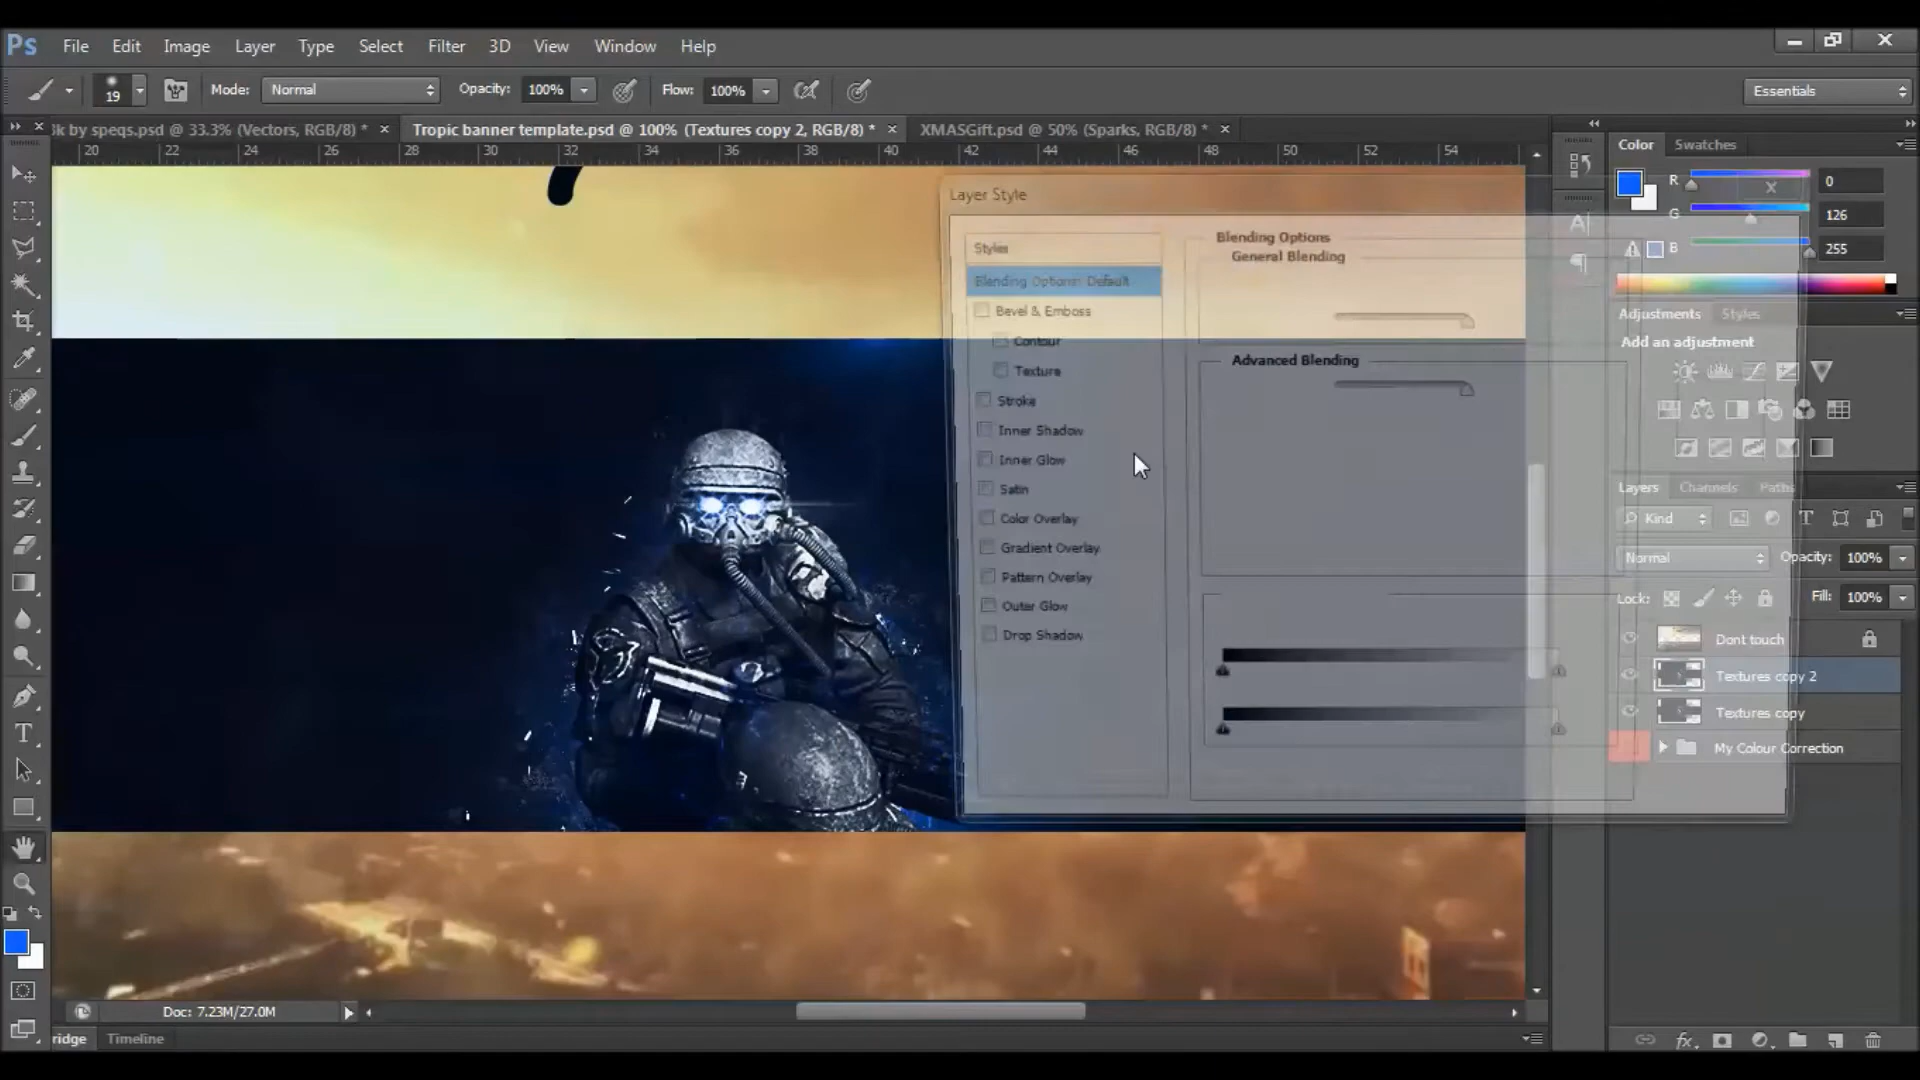 Ps File Edit Image Layer Type Select Filter 3D View Window Help
19 Mode: Normal Opacity: 100% Flow: 100% Essentials
k by speqs.psd @ 33.3% (Vectors, RGB/8) * Tropic banner template.psd @ 100% (Textures copy 2, RGB/8) * XMASGift.psd @ 50% (Sparks, RGB/8) *
20 22 24 26 28 30 32 34 36 38 40 42 44 46 48 50 52 54
Color Swatches
R 0
G 126
B 255
Layer Style
Styles
Blending Options: Default
Bevel & Emboss
Contour
Texture
Stroke
Inner Shadow
Inner Glow
Satin
Color Overlay
Gradient Overlay
Pattern Overlay
Outer Glow
Drop Shadow
Blending Options
General Blending
Advanced Blending
Adjustments Styles
Add an adjustment
Layers Channels Paths
Kind
Normal Opacity: 100%
Lock: Fill: 100%
Dont touch
Textures copy 2
Textures copy
My Colour Correction
Doc: 7.23M/27.0M
ridge Timeline
fx